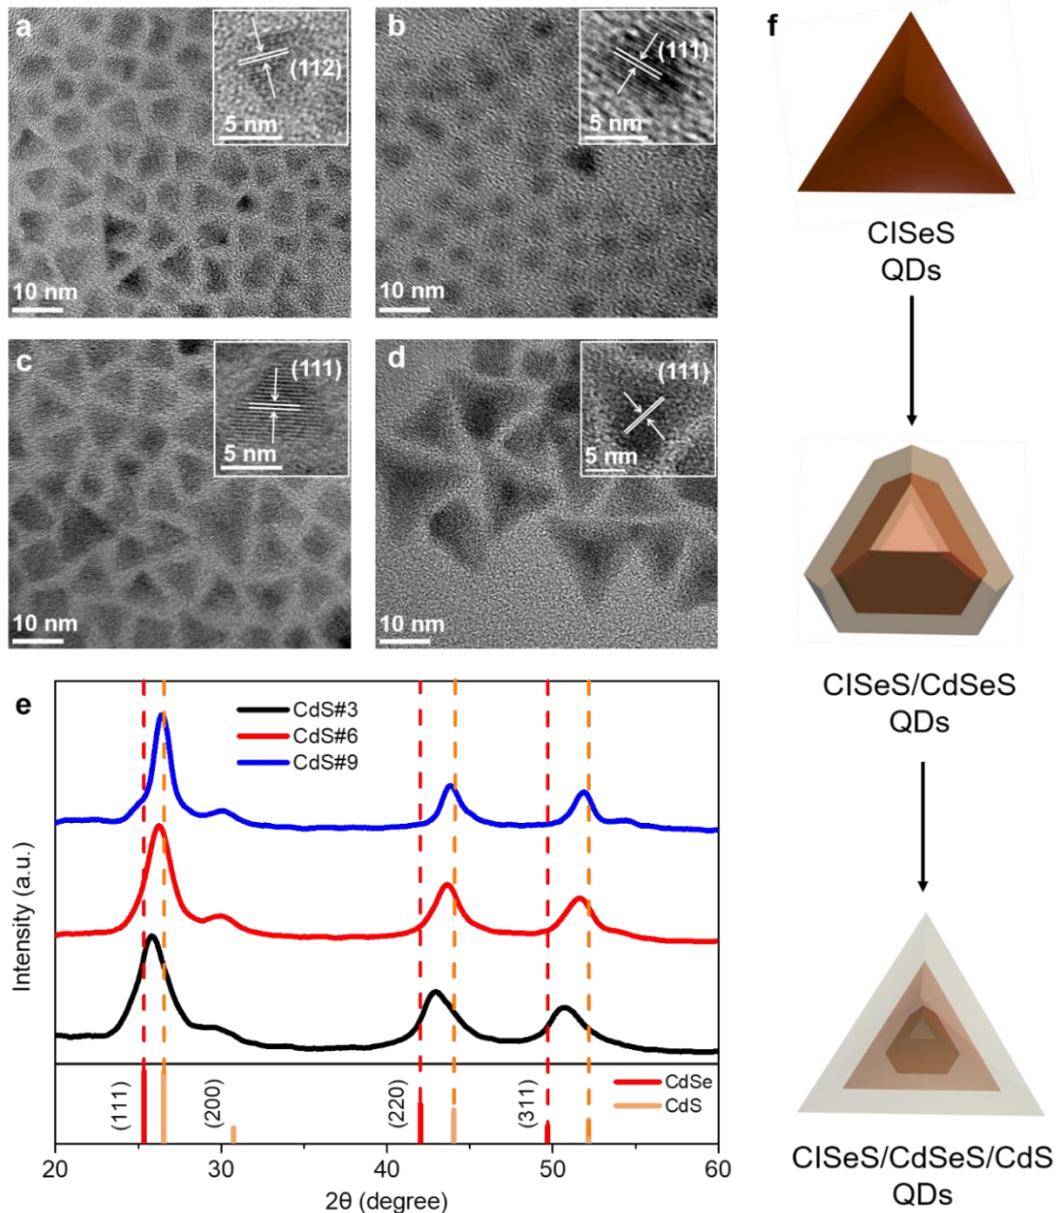 a
(112)
5 nm
10 nm
b
(111)
5 nm
10 nm
c
(111)
5 nm
10 nm
d
(111)
5 nm
10 nm
e
CdS#3
CdS#6
CdS#9
Intensity (a.u.)
(111)
(200)
(220)
(311)
CdSe
CdS
20
30
40
50
60
2θ (degree)
f
CISeS
QDs
CISeS/CdSeS
QDs
CISeS/CdSeS/CdS
QDs